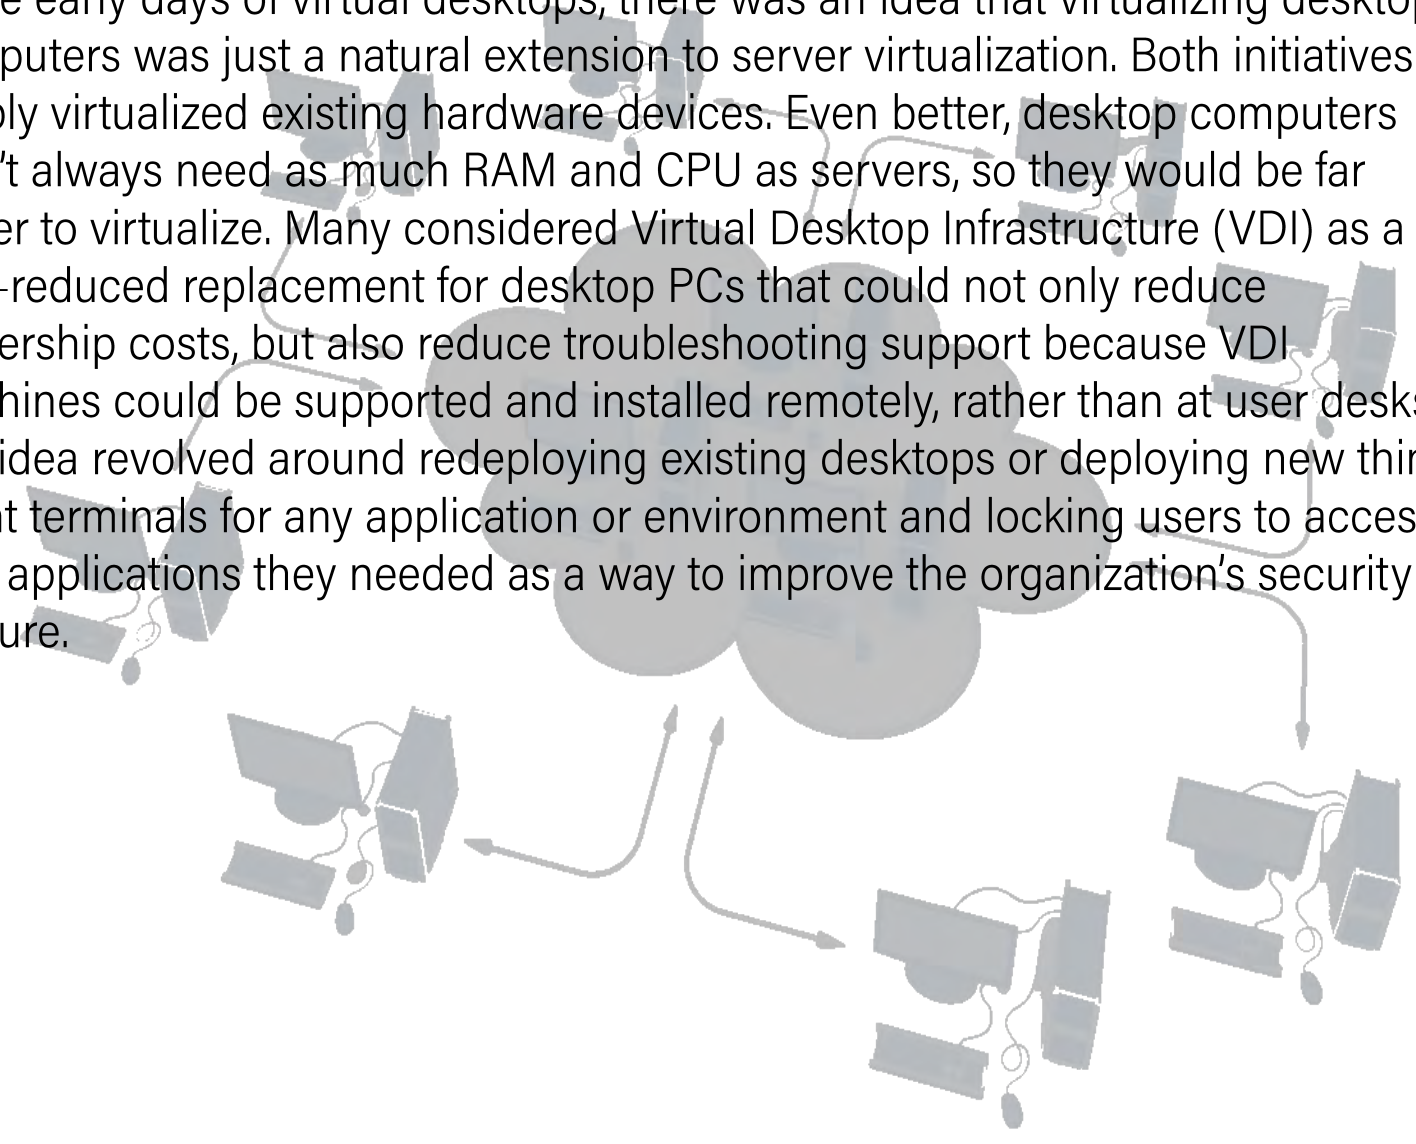 e early days of virtual desktops, there was an idea that virtualizing desktop
puters was just a natural extension to server virtualization. Both initiatives
ply virtualized existing hardware devices. Even better, desktop computers
't always need as much RAM and CPU as servers, so they would be far
er to virtualize. Many considered Virtual Desktop Infrastructure (VDI) as a
-reduced replacement for desktop PCs that could not only reduce
ership costs, but also reduce troubleshooting support because VDI
hines could be supported and installed remotely, rather than at user desks
idea revolved around redeploying existing desktops or deploying new thin
nt terminals for any application or environment and locking users to acces
applications they needed as a way to improve the organization's security
ure.